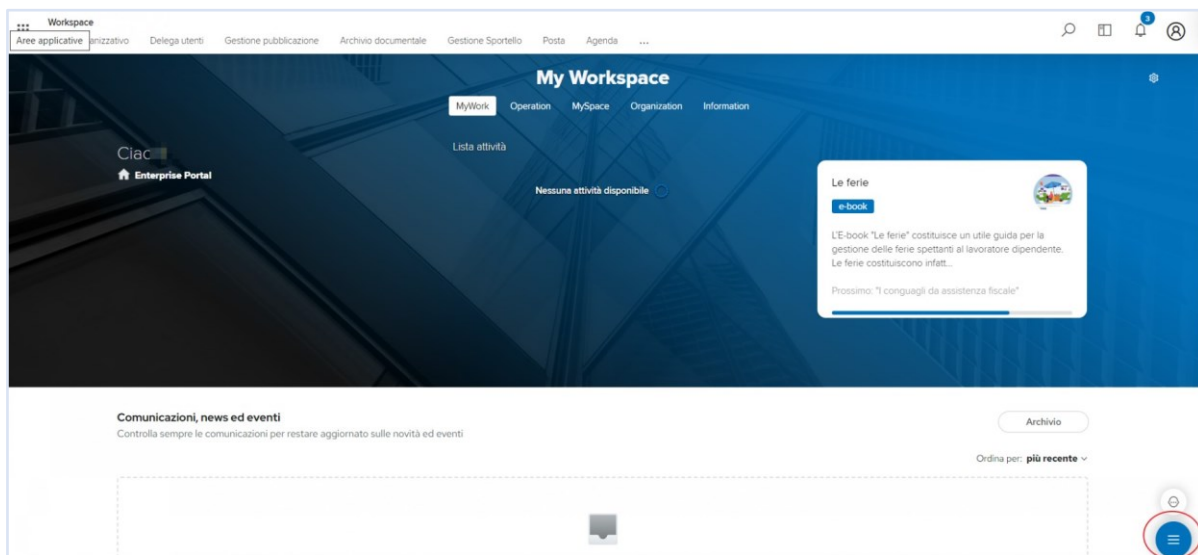 Workspace
Aree applicative
anizzativo Delega utenti Gestione pubblicazione Archivio documentale Gestione Sportello Posta Agenda ...
3
My Workspace
MyWork Operation MySpace Organization Information
Ciao
Enterprise Portal
Lista attività
Nessuna attività disponibile
Le ferie
e-book
L'E-book "Le ferie" costituisce un utile guida per la
gestione delle ferie spettanti al lavoratore dipendente.
Le ferie costituiscono infatt...
Prossimo: "I conguagli da assistenza fiscale"
Comunicazioni, news ed eventi
Controlla sempre le comunicazioni per restare aggiornato sulle novità ed eventi
Archivio
Ordina per: più recente